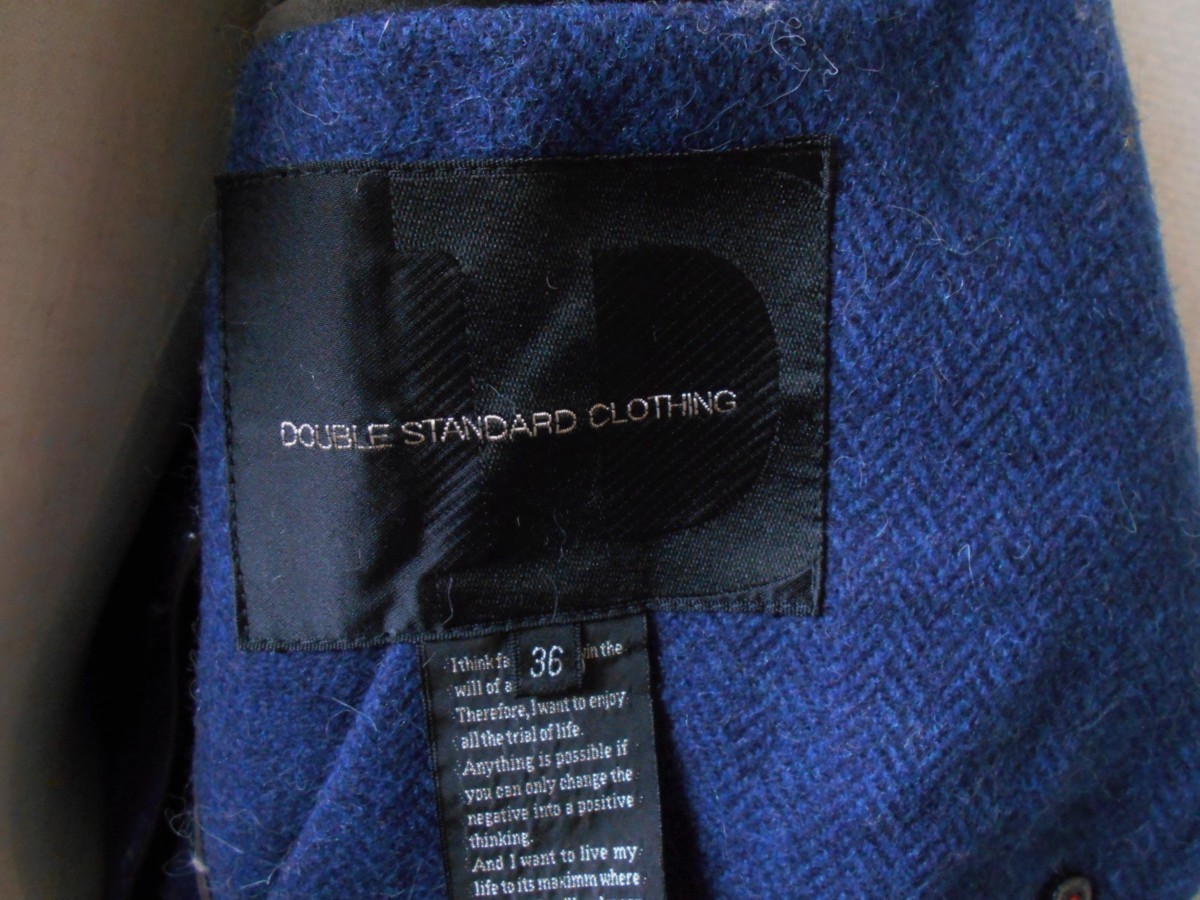 DOUBLE STANDARD CLOTHING
36
I think in the
will of a
Therefore, I want to enjoy
all the trial of life.
Anything is possible if
you can only change the
negative into a positive
thinking.
And I want to live my
life to its makimm where